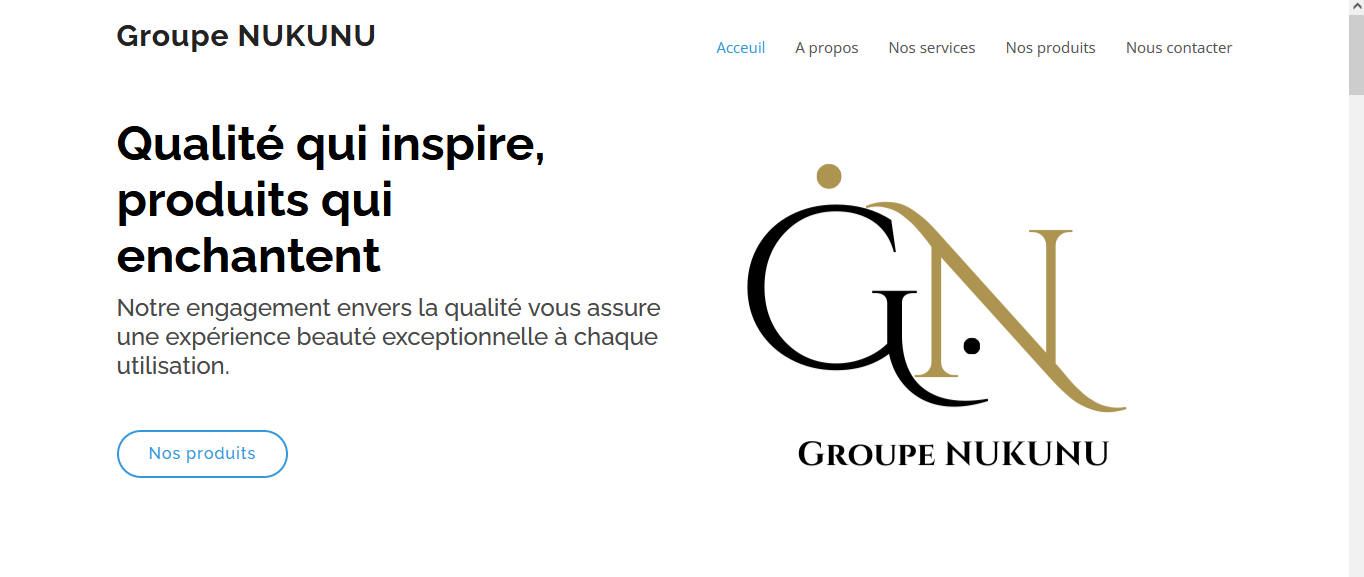 Groupe NUKUNU
Acceuil A propos Nos services Nos produits Nous contacter
Qualité qui inspire,
produits qui
enchantent
Notre engagement envers la qualité vous assure
une expérience beauté exceptionnelle à chaque
utilisation.
Nos produits
GN
Groupe NUKUNU